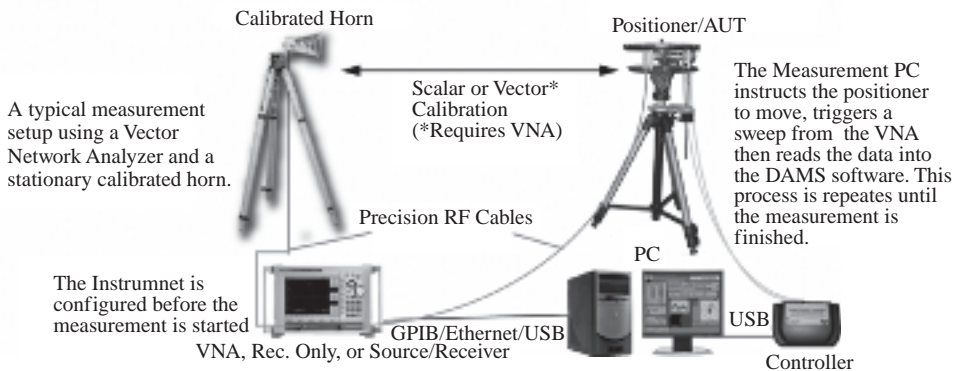 Calibrated Horn
Positioner/AUT
Scalar or Vector*
Calibration
(*Requires VNA)
A typical measurement
setup using a Vector
Network Analyzer and a
stationary calibrated horn.
The Measurement PC
instructs the positioner
to move, triggers a
sweep from the VNA
then reads the data into
the DAMS software. This
process is repeates until
the measurement is
finished.
Precision RF Cables
PC
The Instrumnet is
configured before the
measurement is started
GPIB/Ethernet/USB
USB
VNA, Rec. Only, or Source/Receiver
Controller